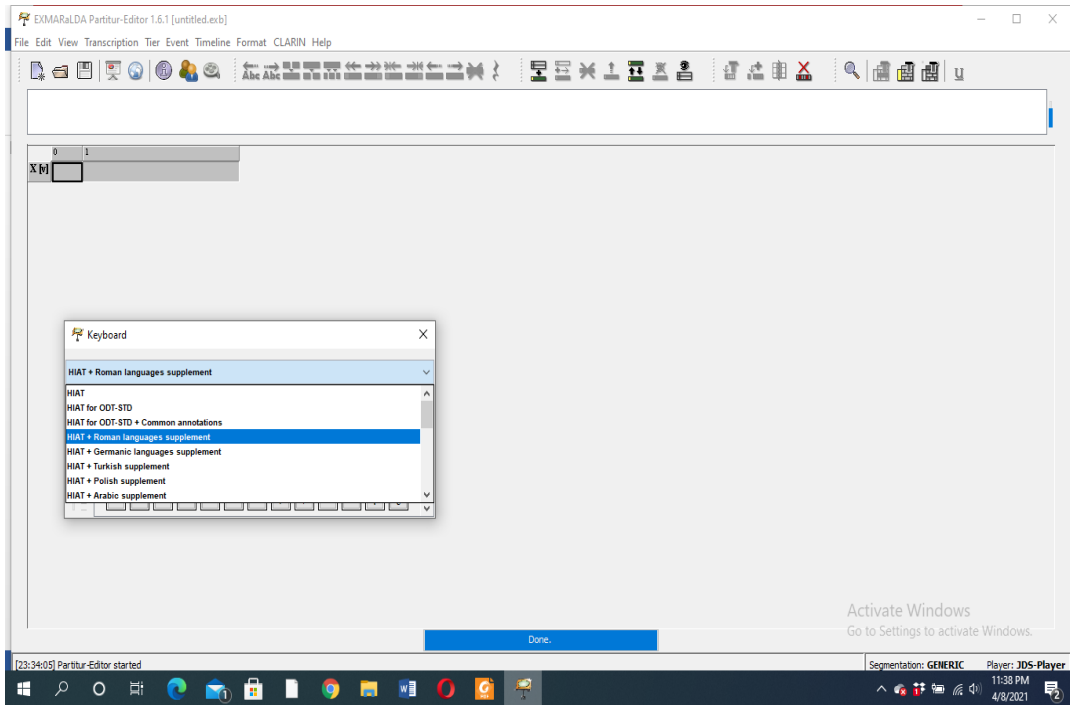 EXMARaLDA Partitur-Editor 1.6.1 [untitled.exb]
File Edit View Transcription Tier Event Timeline Format CLARIN Help
Abc Abc
0 1
X [v]
Keyboard
HIAT + Roman languages supplement
HIAT
HIAT for ODT-STD
HIAT for ODT-STD + Common annotations
HIAT + Roman languages supplement
HIAT + Germanic languages supplement
HIAT + Turkish supplement
HIAT + Polish supplement
HIAT + Arabic supplement
Activate Windows
Go to Settings to activate Windows.
Done.
[23:34:05] Partitur-Editor started
Segmentation: GENERIC
Player: JDS-Player
11:38 PM
4/8/2021